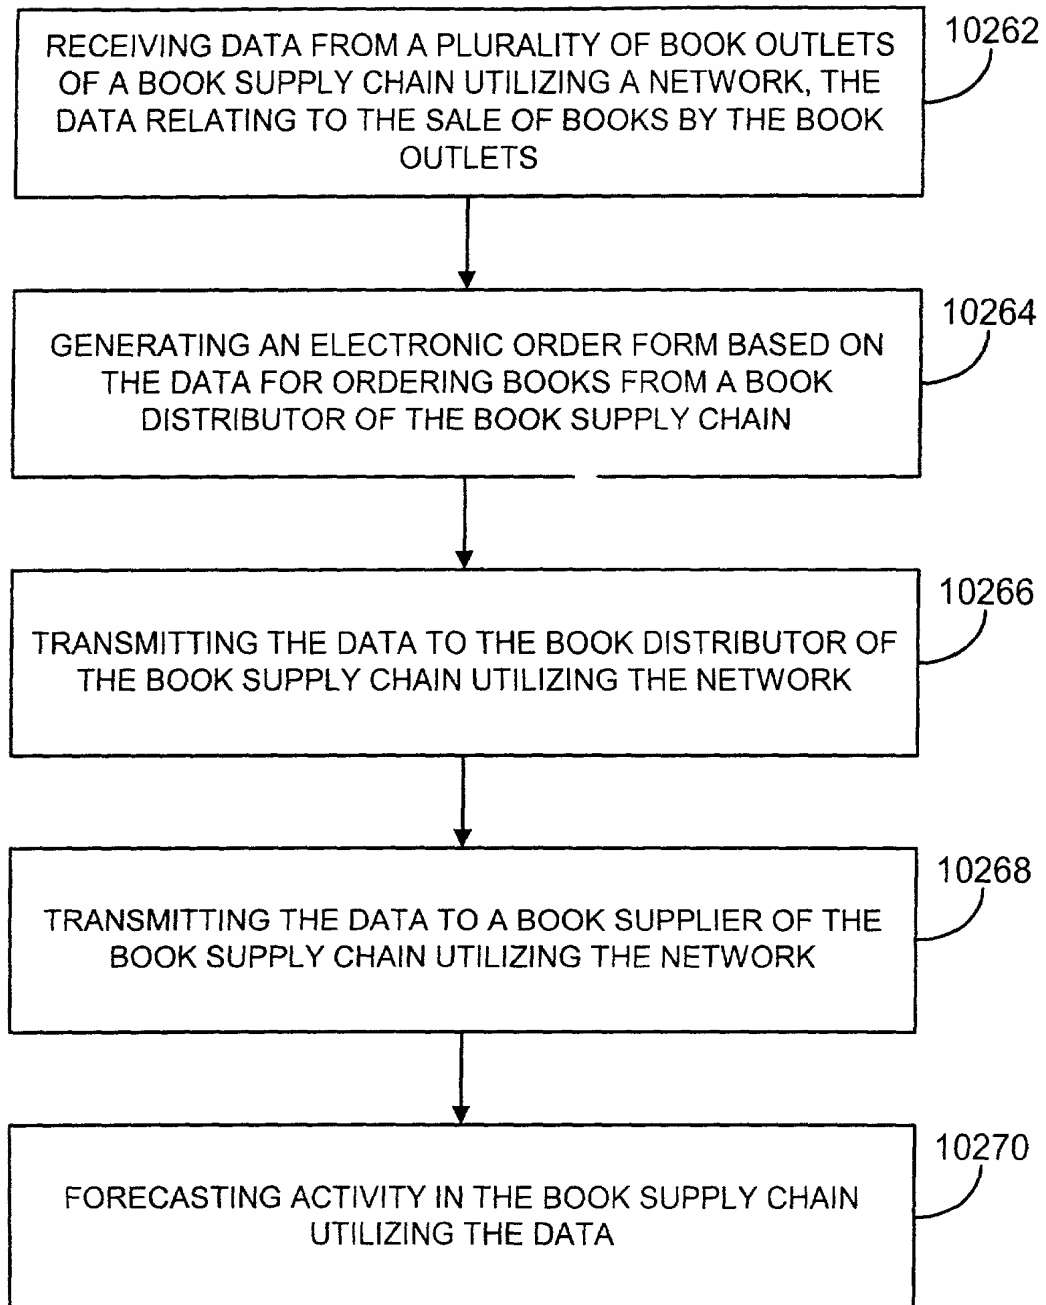 RECEIVING DATA FROM A PLURALITY OF BOOK OUTLETS
OF A BOOK SUPPLY CHAIN UTILIZING A NETWORK, THE
DATA RELATING TO THE SALE OF BOOKS BY THE BOOK
OUTLETS
10262
GENERATING AN ELECTRONIC ORDER FORM BASED ON
THE DATA FOR ORDERING BOOKS FROM A BOOK
DISTRIBUTOR OF THE BOOK SUPPLY CHAIN
10264
TRANSMITTING THE DATA TO THE BOOK DISTRIBUTOR OF
THE BOOK SUPPLY CHAIN UTILIZING THE NETWORK
10266
TRANSMITTING THE DATA TO A BOOK SUPPLIER OF THE
BOOK SUPPLY CHAIN UTILIZING THE NETWORK
10268
FORECASTING ACTIVITY IN THE BOOK SUPPLY CHAIN
UTILIZING THE DATA
10270